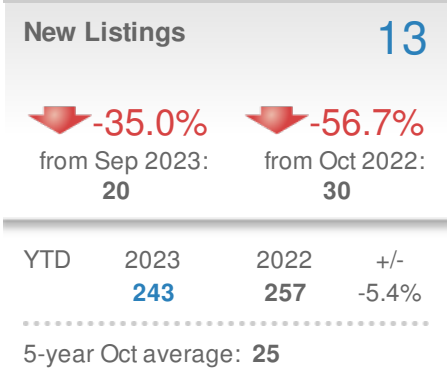 New Listings 13
-35.0% -56.7%
from Sep 2023: from Oct 2022:
20 30
YTD 2023 2022 +/-
243 257 -5.4%
5-year Oct average: 25